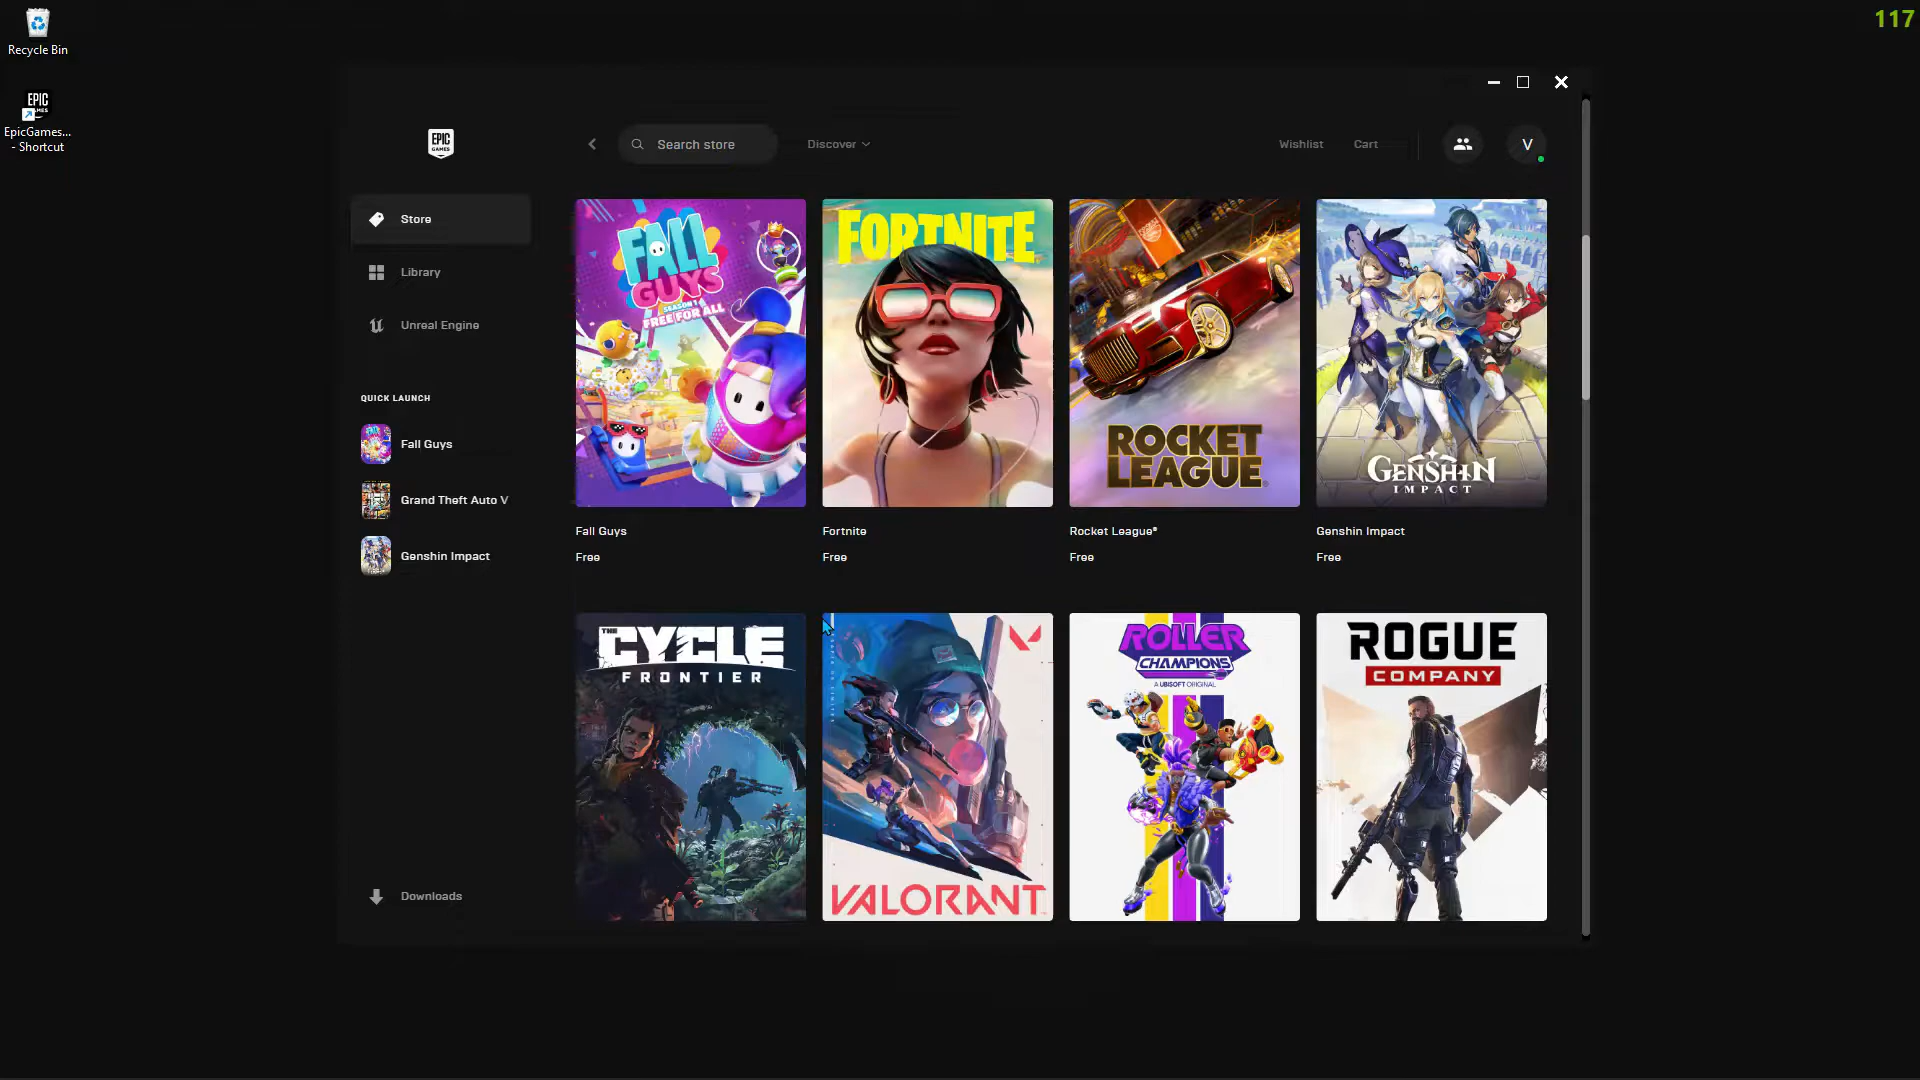 117
Recycle Bin
EPIC
GAMES
EpicGames...
- Shortcut
EPIC
GAMES
Search store
Discover
Wishlist
Cart
V
Store
Library
Unreal Engine
QUICK LAUNCH
Fall Guys
Grand Theft Auto V
Genshin Impact
Downloads
FALL
GUYS
SEASON 1
FREE FOR ALL
FORTNITE
ROCKET
LEAGUE
GENSHIN
IMPACT
Fall Guys
Fortnite
Rocket League®
Genshin Impact
Free
Free
Free
Free
THE
CYCLE
FRONTIER
VALORANT
ROLLER
CHAMPIONS
A UBISOFT ORIGINAL
ROGUE
COMPANY